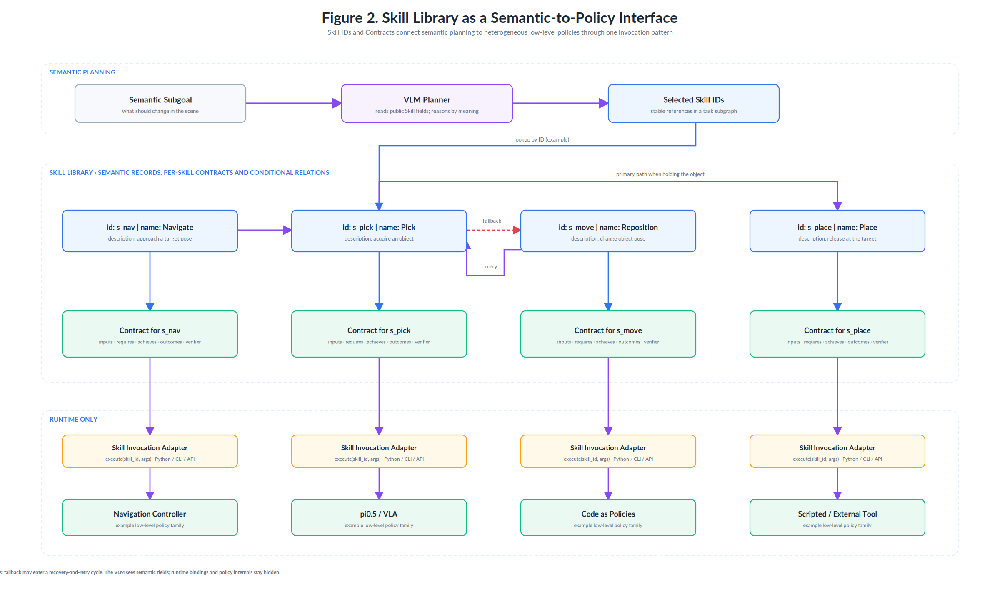 Figure 2. Skill Library as a Semantic-to-Policy Interface
Skill IDs and Contracts connect semantic planning to heterogeneous low-level policies through one invocation pattern
SEMANTIC PLANNING
Semantic Subgoal
what should change in the scene
VLM Planner
reads public Skill fields; reasons by meaning
Selected Skill IDs
stable references in a task subgraph
lookup by ID (example)
SKILL LIBRARY · SEMANTIC RECORDS, PER-SKILL CONTRACTS AND CONDITIONAL RELATIONS
primary path when holding the object
id: s_nav | name: Navigate
description: approach a target pose
id: s_pick | name: Pick
description: acquire an object
fallback
retry
id: s_move | name: Reposition
description: change object pose
id: s_place | name: Place
description: release at the target
Contract for s_nav
inputs · requires · achieves · outcomes · verifier
Contract for s_pick
inputs · requires · achieves · outcomes · verifier
Contract for s_move
inputs · requires · achieves · outcomes · verifier
Contract for s_place
inputs · requires · achieves · outcomes · verifier
RUNTIME ONLY
Skill Invocation Adapter
execute(skill_id, args) · Python / CLI / API
Skill Invocation Adapter
execute(skill_id, args) · Python / CLI / API
Skill Invocation Adapter
execute(skill_id, args) · Python / CLI / API
Skill Invocation Adapter
execute(skill_id, args) · Python / CLI / API
Navigation Controller
example low-level policy family
pi0.5 / VLA
example low-level policy family
Code as Policies
example low-level policy family
Scripted / External Tool
example low-level policy family
s; fallback may enter a recovery-and-retry cycle. The VLM sees semantic fields; runtime bindings and policy internals stay hidden.